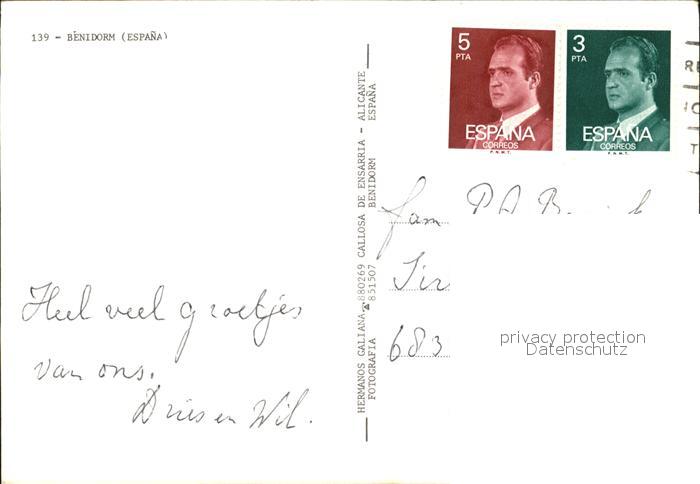 139 - BENIDORM (ESPAÑA)
5
PTA
ESPAÑA
CORREOS
F.N.M.T.
3
PTA
ESPAÑA
CORREOS
F.N.M.T.
HERMANOS GALIANA ☎880269 CALLOSA DE ENSARRIA - ALICANTE
FOTOGRAFIA 851507 BENIDORM ESPAÑA
fam P A B
683
privacy protection
Datenschutz
Heel veel groetjes
van ons.
Dries en Wil.